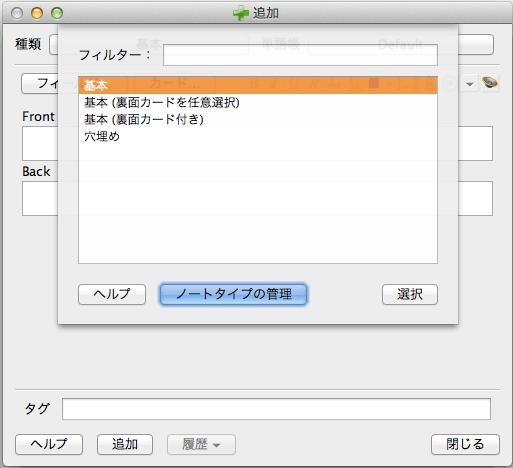 追加
種類
基本
単語帳
Default
フィルター：
フィー
カード...
基本
基本 (裏面カードを任意選択)
基本 (裏面カード付き)
穴埋め
Front
Back
ヘルプ
ノートタイプの管理
選択
タグ
ヘルプ
追加
履歴
閉じる